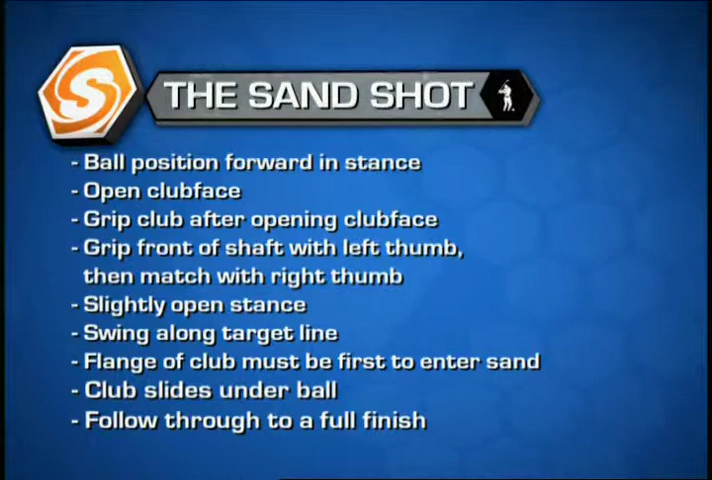 S
THE SAND SHOT
- Ball position forward in stance
- Open clubface
- Grip club after opening clubface
- Grip front of shaft with left thumb,
then match with right thumb
- Slightly open stance
- Swing along target line
- Flange of club must be first to enter sand
- Club slides under ball
- Follow through to a full finish